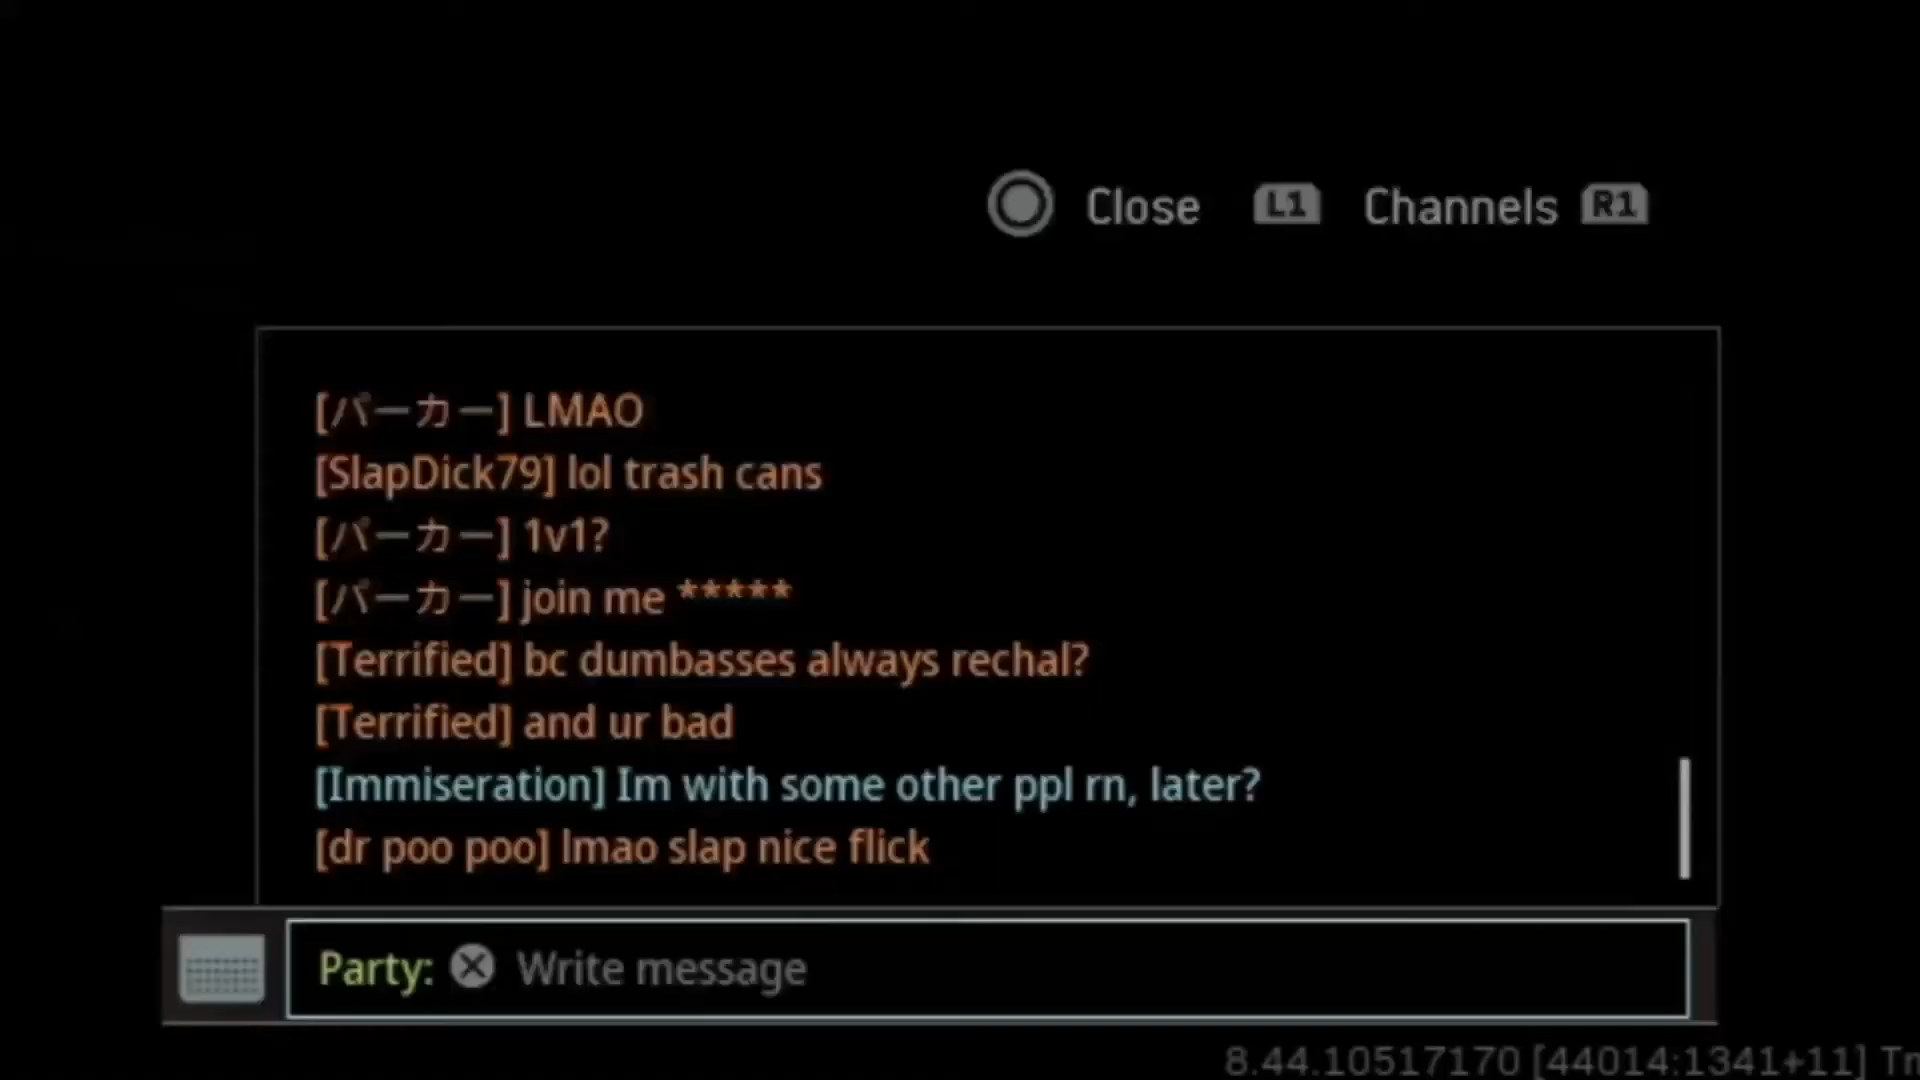 Close L1 Channels R1
[パーカー] LMAO
[SlapDick79] lol trash cans
[パーカー] 1v1?
[パーカー] join me *****
[Terrified] bc dumbasses always rechal?
[Terrified] and ur bad
[Immiseration] Im with some other ppl rn, later?
[dr poo poo] lmao slap nice flick
Party: Write message
8.44.10517170 [44014:1341+11]